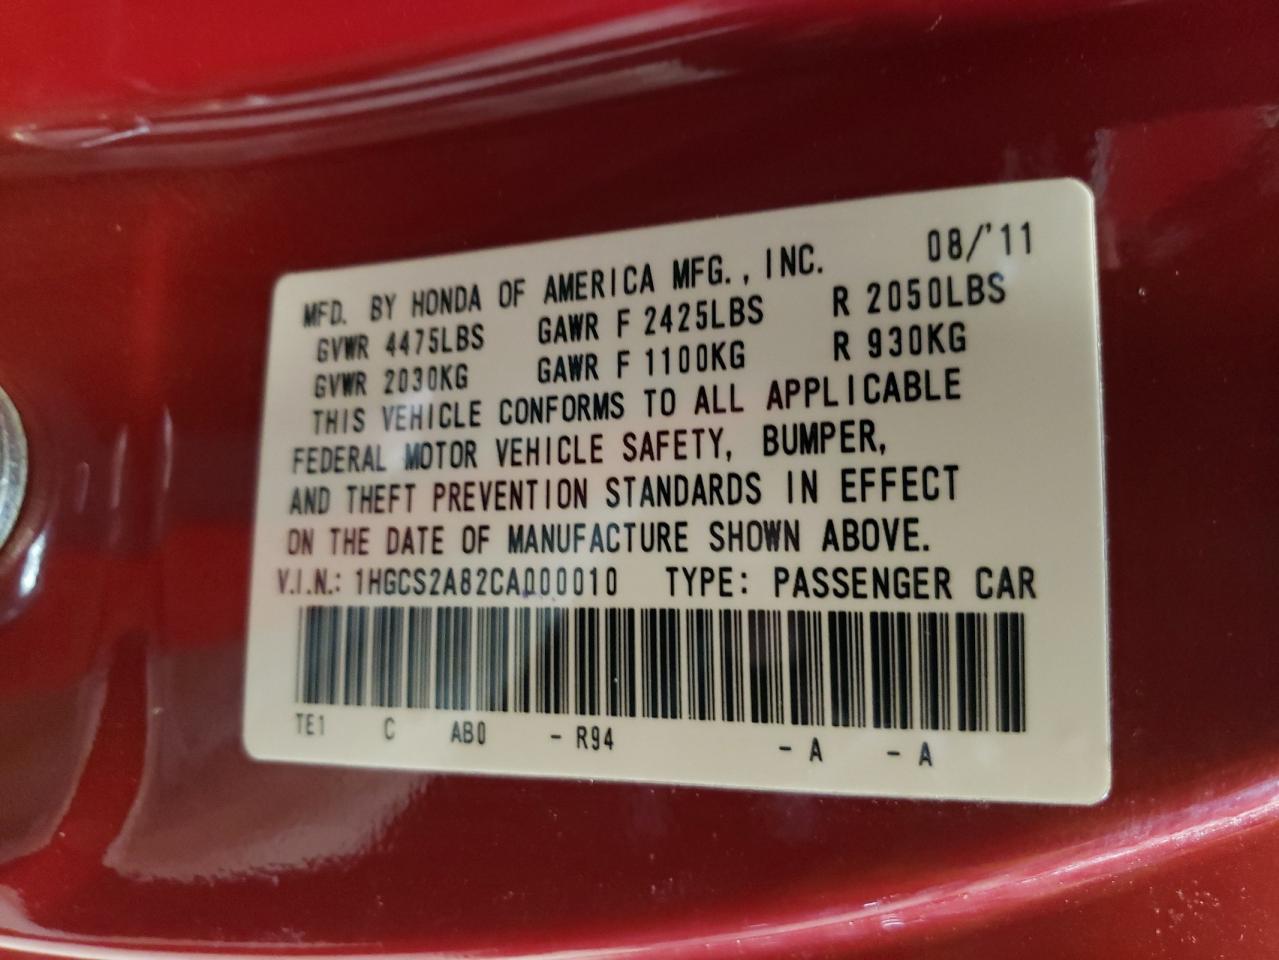 MFD. BY HONDA OF AMERICA MFG., INC. 08/'11
GVWR 4475LBS GAWR F 2425LBS R 2050LBS
GVWR 2030KG GAWR F 1100KG R 930KG
THIS VEHICLE CONFORMS TO ALL APPLICABLE
FEDERAL MOTOR VEHICLE SAFETY, BUMPER,
AND THEFT PREVENTION STANDARDS IN EFFECT
ON THE DATE OF MANUFACTURE SHOWN ABOVE.
V.I.N.: 1HGCS2A82CA000010 TYPE: PASSENGER CAR
TE1 C AB0 - R94 - A - A